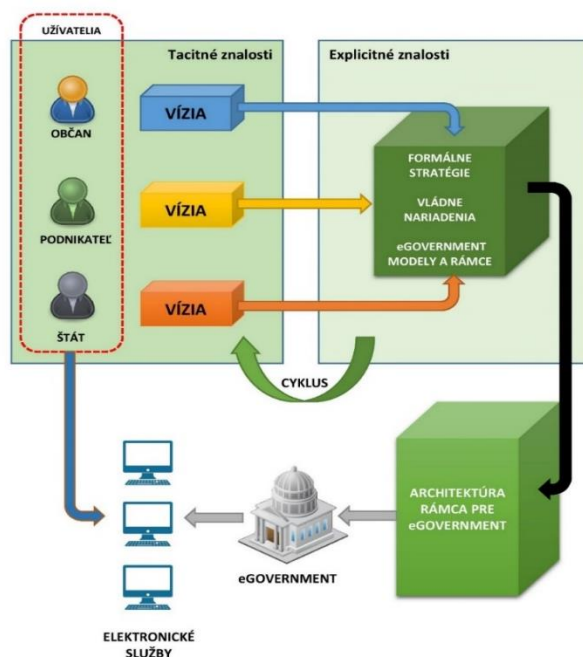 UŽÍVATELIA
Tacitné znalosti
Explicitné znalosti
OBČAN
VÍZIA
FORMÁLNE
STRATÉGIE
VLÁDNE
NARIADENIA
eGOVERNMENT
MODELY A RÁMCE
PODNIKATEĽ
VÍZIA
ŠTÁT
VÍZIA
CYKLUS
ARCHITEKTÚRA
RÁMCA PRE
eGOVERNMENT
eGOVERNMENT
ELEKTRONICKÉ
SLUŽBY